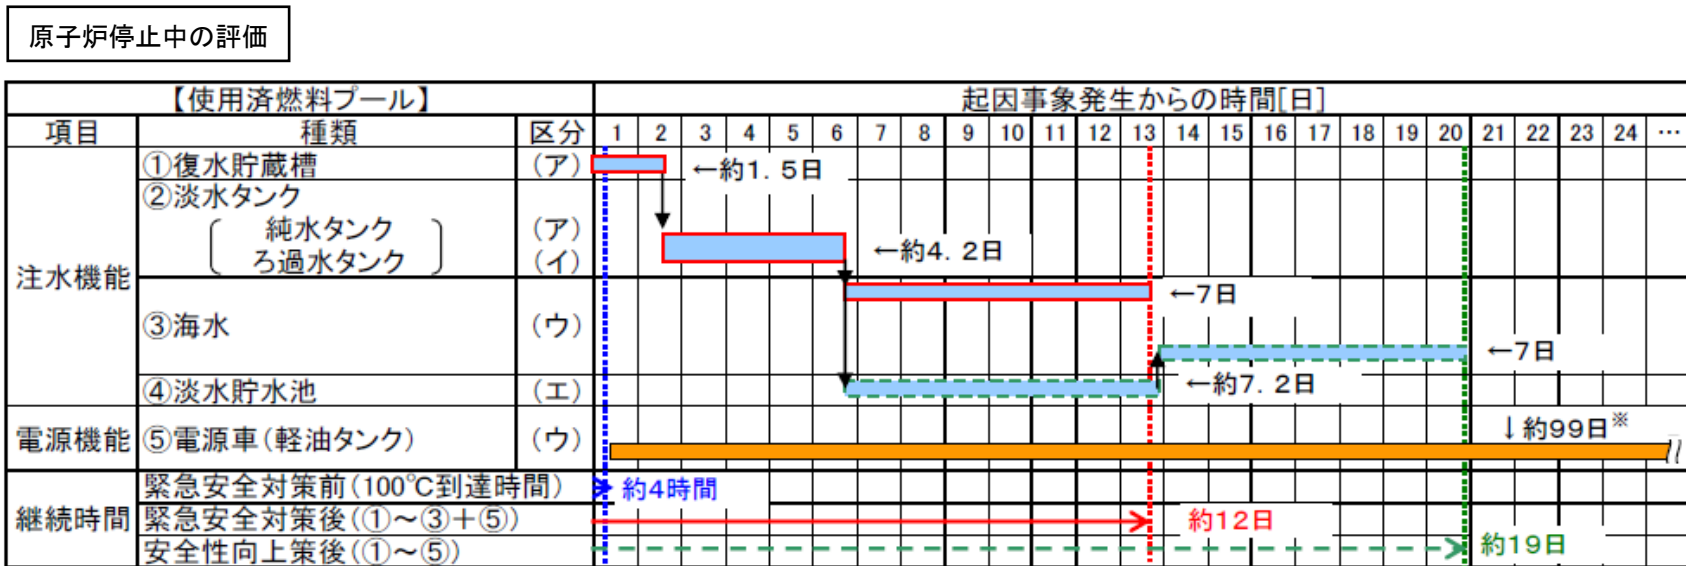 原子炉停止中の評価
【使用済燃料プール】 起因事象発生からの時間[日]
項目 種類 区分 1 2 3 4 5 6 7 8 9 10 11 12 13 14 15 16 17 18 19 20 21 22 23 24 …
①復水貯蔵槽 (ア) ←約1.5日
②淡水タンク
純水タンク (ア)
ろ過水タンク (イ) ←約4.2日
注水機能
←7日
③海水 (ウ)
←7日
④淡水貯水池 (エ) ←約7.2日
電源機能 ⑤電源車(軽油タンク) (ウ) ↓約99日※
緊急安全対策前(100℃到達時間) 約4時間
継続時間 緊急安全対策後(①~③+⑤) 約12日
安全性向上策後(①~⑤) 約19日